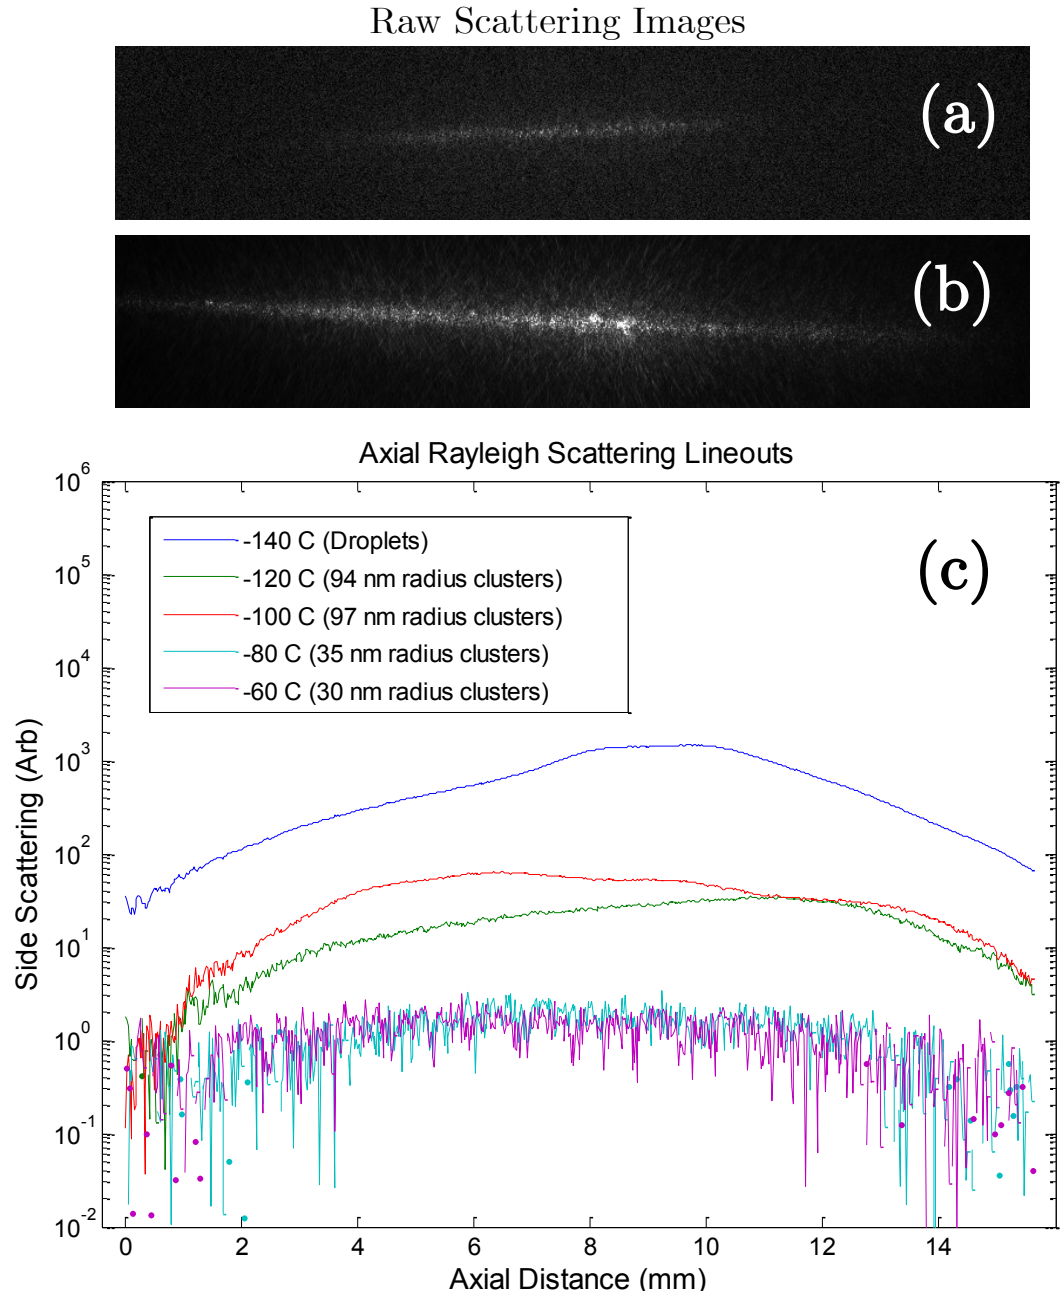 Raw Scattering Images
(a)
(b)
Axial Rayleigh Scattering Lineouts
10^6
10^5
10^4
10^3
10^2
10^1
10^0
10^-1
10^-2
Side Scattering (Arb)
-140 C (Droplets)
-120 C (94 nm radius clusters)
-100 C (97 nm radius clusters)
-80 C (35 nm radius clusters)
-60 C (30 nm radius clusters)
(c)
0 2 4 6 8 10 12 14
Axial Distance (mm)